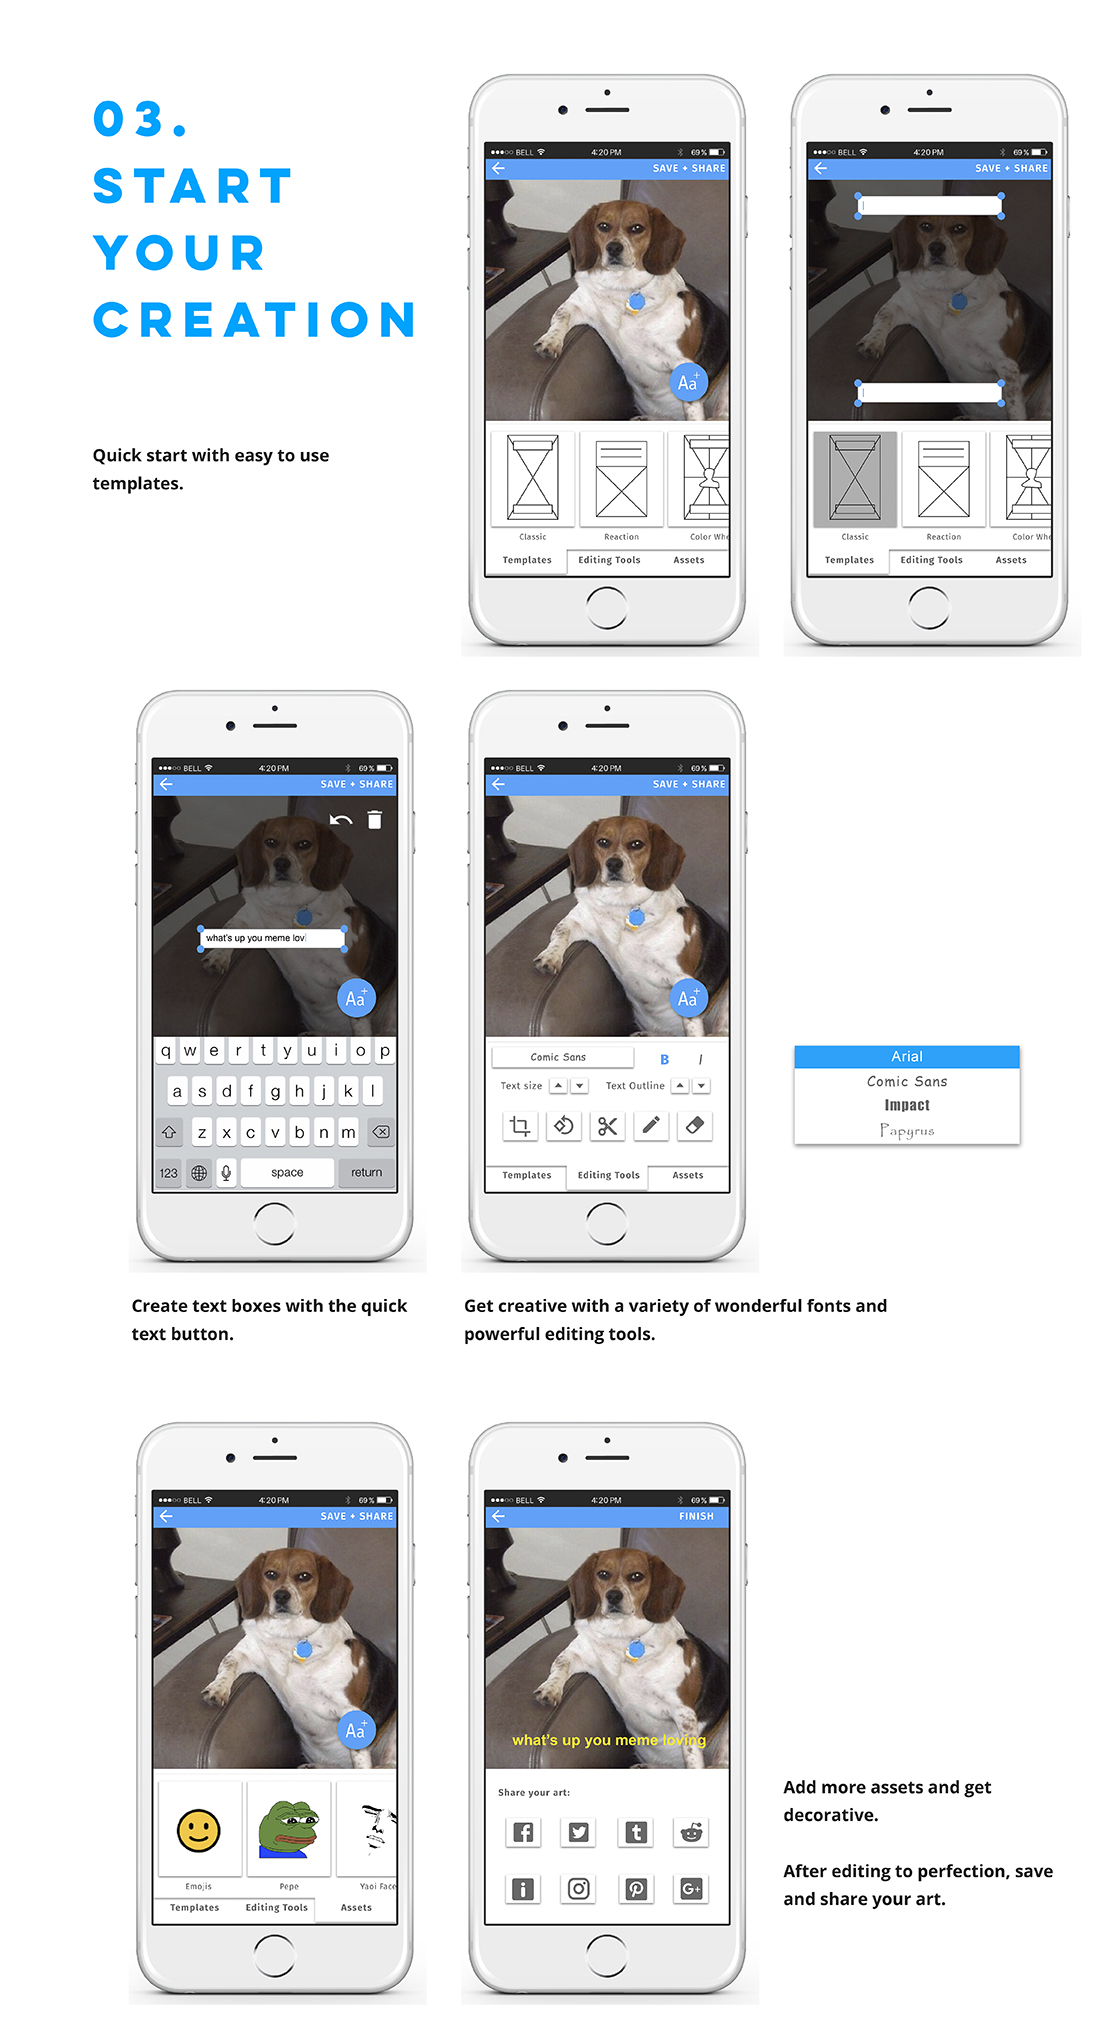 03.
START
YOUR
CREATION
Quick start with easy to use
templates.
BELL 4:20 PM 69%
SAVE + SHARE
Aa+
Classic Reaction Color Whe
Templates Editing Tools Assets
BELL 4:20 PM 69%
SAVE + SHARE
Classic Reaction Color Whe
Templates Editing Tools Assets
BELL 4:20 PM 69%
SAVE + SHARE
what's up you meme lov
Aa+
q w e r t y u i o p
a s d f g h j k l
z x c v b n m
123 space return
Create text boxes with the quick
text button.
BELL 4:20 PM 69%
SAVE + SHARE
Aa+
Comic Sans B I
Text size Text Outline
Templates Editing Tools Assets
Arial
Comic Sans
Impact
Papyrus
Get creative with a variety of wonderful fonts and
powerful editing tools.
BELL 4:20 PM 69%
SAVE + SHARE
Aa+
Emojis Pepe Yaoi Face
Templates Editing Tools Assets
BELL 4:20 PM 69%
FINISH
what's up you meme loving
Share your art:
f t
i G+
Add more assets and get
decorative.
After editing to perfection, save
and share your art.